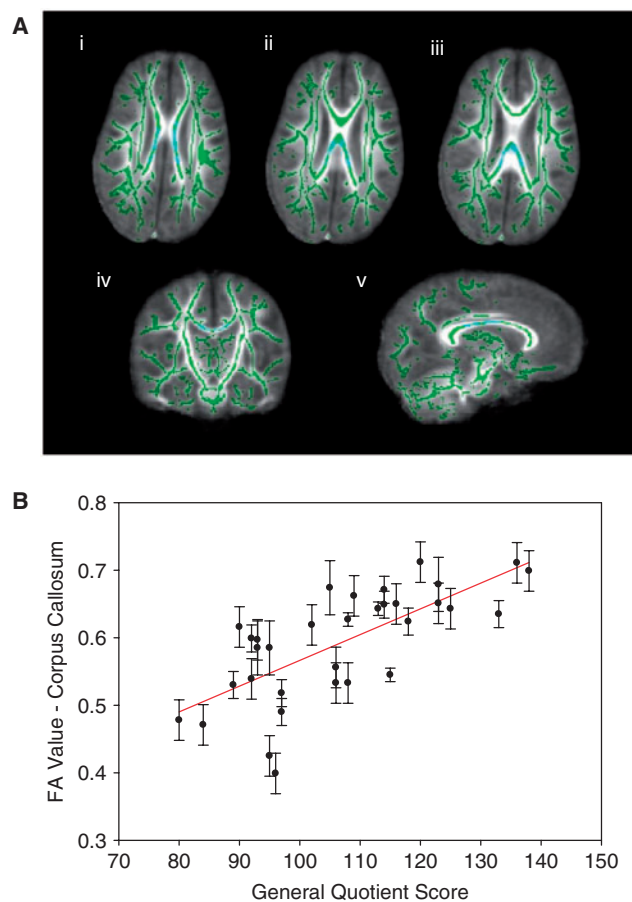 A
i
ii
iii
iv
v
B
0.8
0.7
0.6
0.5
0.4
0.3
FA Value - Corpus Callosum
70 80 90 100 110 120 130 140 150
General Quotient Score